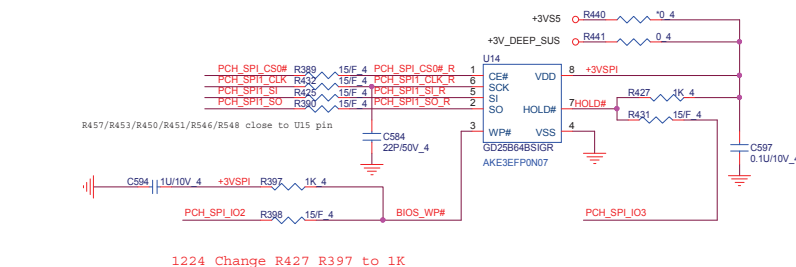 +3VS5 R440 *0_4
+3V_DEEP_SUS R441 0_4
U14
PCH_SPI_CS0# R389 15/F_4 PCH_SPI_CS0#_R 1 CE# VDD 8 +3VSPI
PCH_SPI1_CLK R432 15/F_4 PCH_SPI1_CLK_R 6 SCK
PCH_SPI1_SI R425 15/F_4 PCH_SPI1_SI_R 5 SI R427 1K_4
PCH_SPI1_SO R390 15/F_4 PCH_SPI1_SO_R 2 SO HOLD# 7 HOLD#
R431 15/F_4
R457/R453/R450/R451/R546/R548 close to U15 pin
3 WP# VSS 4
C584
22P/50V_4
GD25B64BSIGR
AKE3EFP0N07
C597
0.1U/10V_4
C594 1U/10V_4 +3VSPI R397 1K_4
PCH_SPI_IO2 R398 15/F_4 BIOS_WP# PCH_SPI_IO3
1224 Change R427 R397 to 1K